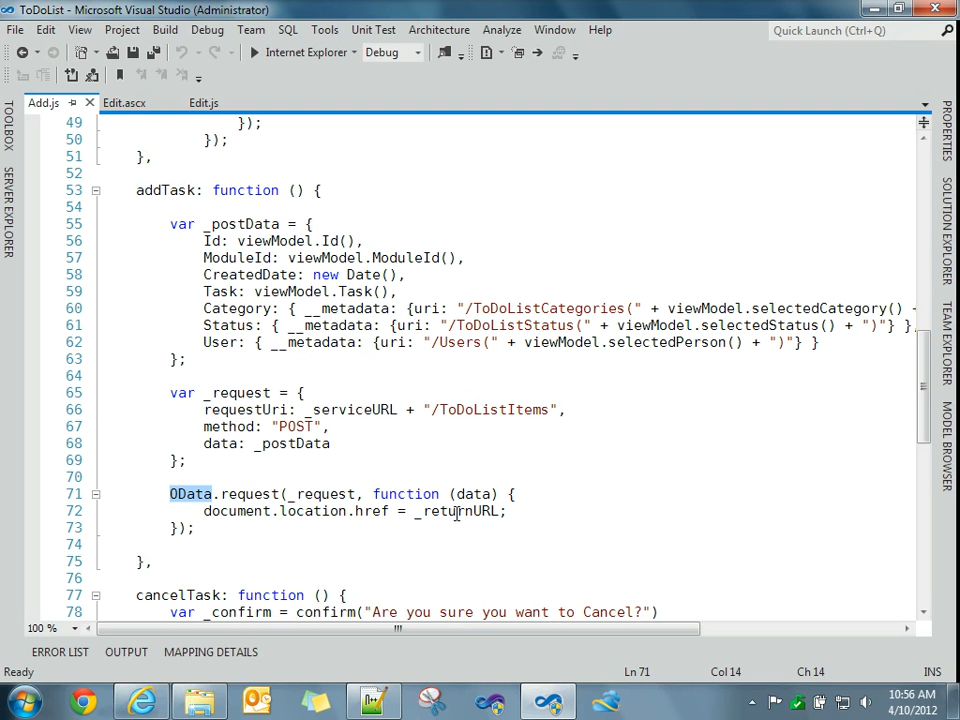 ToDoList - Microsoft Visual Studio (Administrator)
File Edit View Project Build Debug Team SQL Tools Unit Test Architecture Analyze Window Help
Quick Launch (Ctrl+Q)
Internet Explorer Debug
Add.js Edit.ascx Edit.js
TOOLBOX
SERVER EXPLORER
49 });
50 });
51 },
52
53 addTask: function () {
54
55 var _postData = {
56 Id: viewModel.Id(),
57 ModuleId: viewModel.ModuleId(),
58 CreatedDate: new Date(),
59 Task: viewModel.Task(),
60 Category: { __metadata: {uri: "/ToDoListCategories(" + viewModel.selectedCategory() +
61 Status: { __metadata: {uri: "/ToDoListStatus(" + viewModel.selectedStatus() + ")"} },
62 User: { __metadata: {uri: "/Users(" + viewModel.selectedPerson() + ")"} }
63 };
64
65 var _request = {
66 requestUri: _serviceURL + "/ToDoListItems",
67 method: "POST",
68 data: _postData
69 };
70
71 OData.request(_request, function (data) {
72 document.location.href = _returnURL;
73 });
74
75 },
76
77 cancelTask: function () {
78 var _confirm = confirm("Are you sure you want to Cancel?")
PROPERTIES
SOLUTION EXPLORER
TEAM EXPLORER
MODEL BROWSER
100 %
ERROR LIST OUTPUT MAPPING DETAILS
Ready Ln 71 Col 14 Ch 14 INS
10:56 AM
4/10/2012